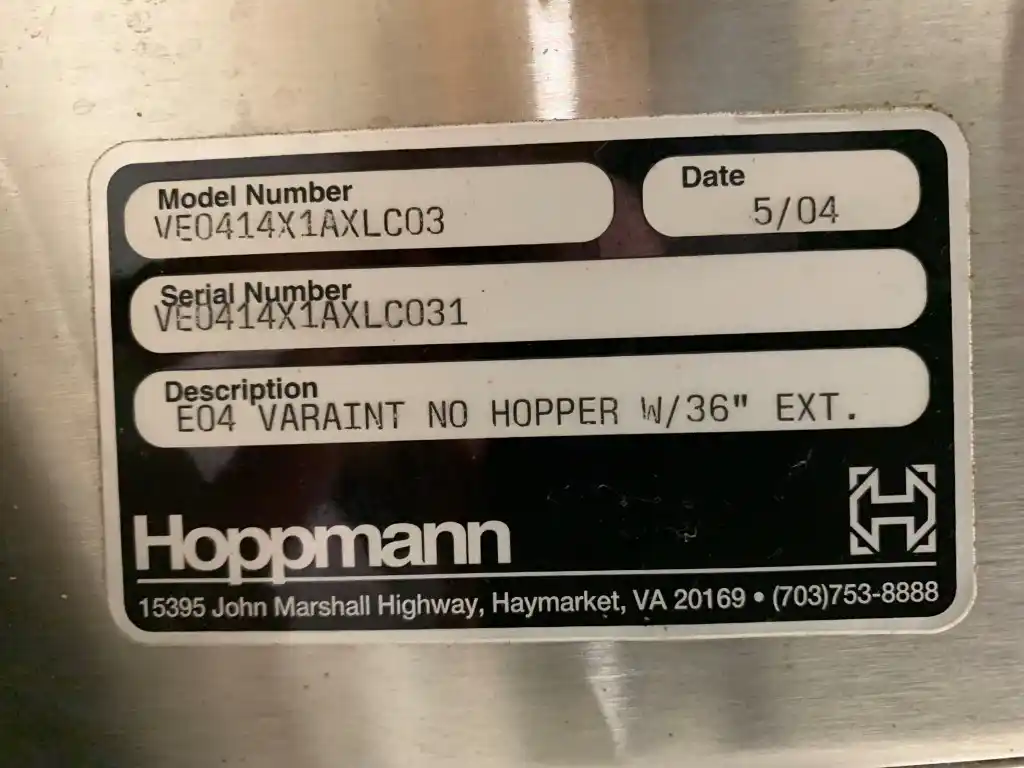 Model Number
VE0414X1AXLC03
Date
5/04
Serial Number
VE0414X1AXLC031
Description
E04 VARAINT NO HOPPER W/36" EXT.
Hoppmann
15395 John Marshall Highway, Haymarket, VA 20169 • (703)753-8888